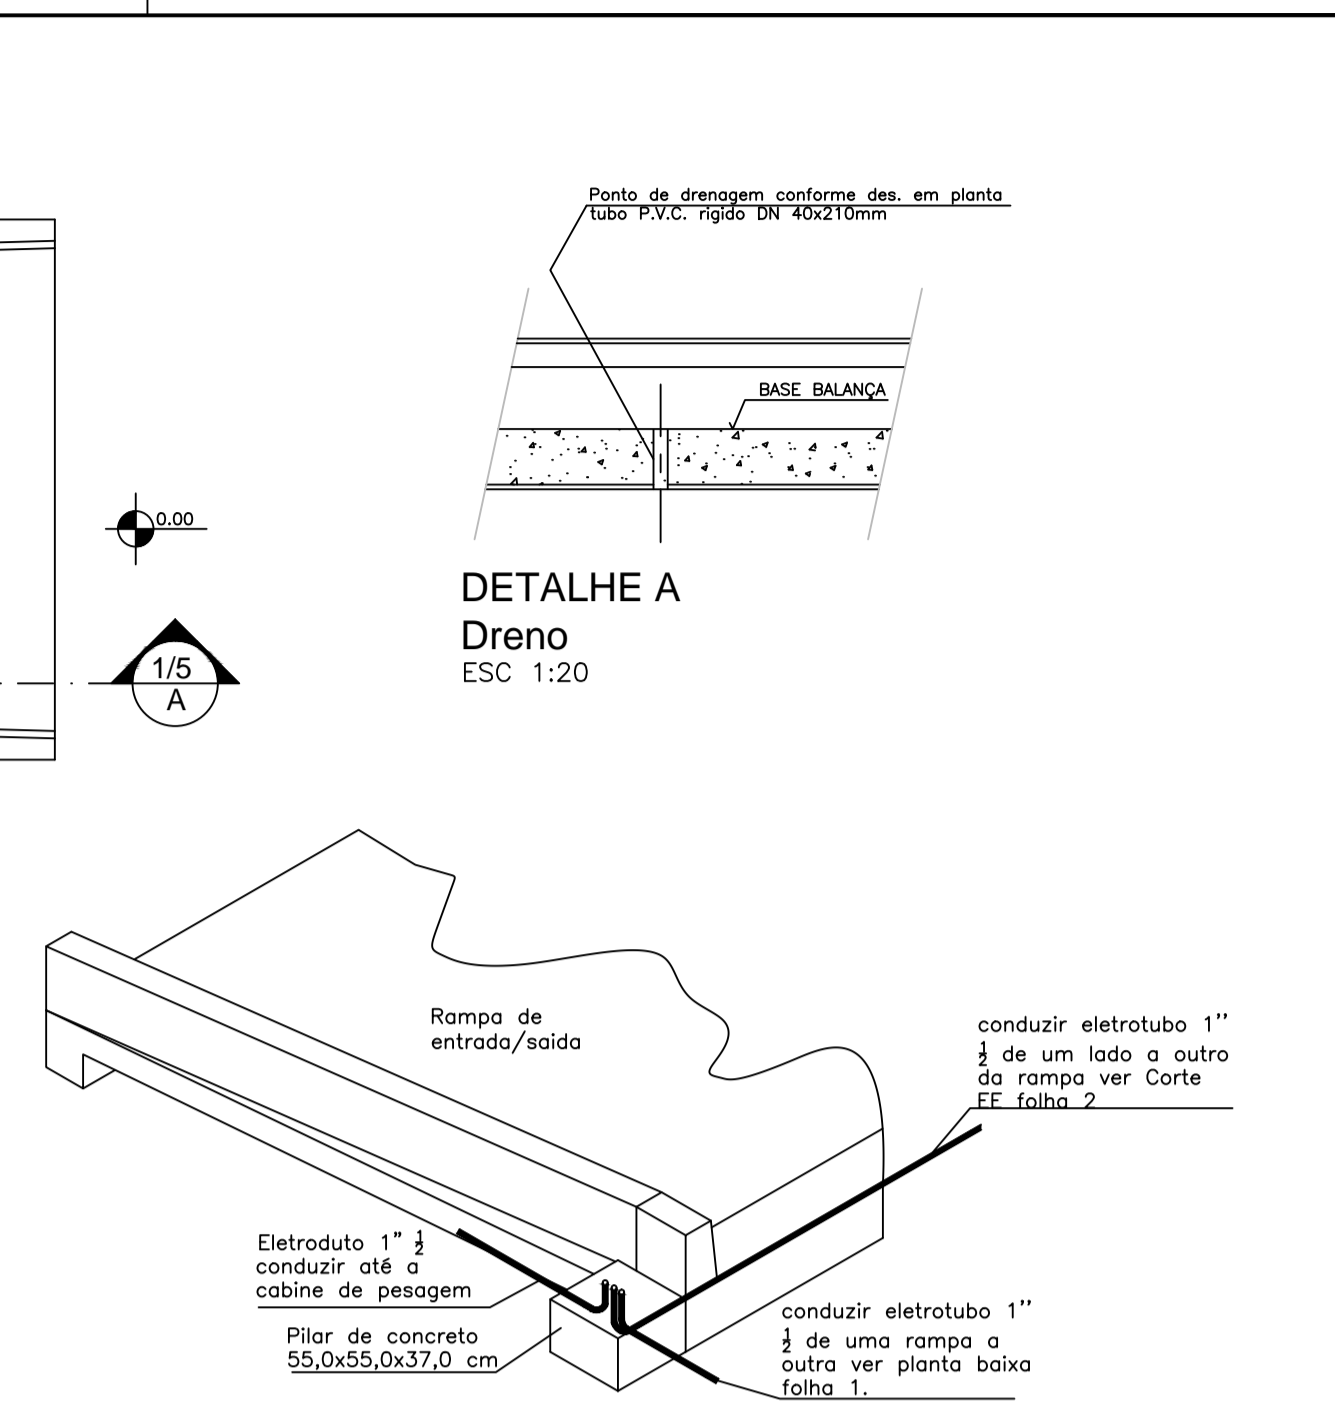 Ponto de drenagem conforme des. em planta
tubo P.V.C. rigido DN 40x210mm
BASE BALANÇA
0.00
DETALHE A
Dreno
ESC 1:20
1/5
A
Rampa de
entrada/saida
conduzir eletrotubo 1’’
½ de um lado a outro
da rampa ver Corte
EE folha 2
Eletroduto 1” ½
conduzir até a
cabine de pesagem
Pilar de concreto
55,0x55,0x37,0 cm
conduzir eletrotubo 1’’
½ de uma rampa a
outra ver planta baixa
folha 1.